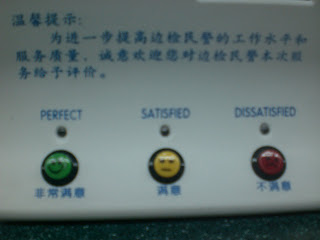 温馨提示:
为进一步提高边检民警的工作水平和
服务质量，诚意欢迎您对边检民警本次服
务给予评价。
PERFECT SATISFIED DISSATISFIED
非常满意 满意 不满意